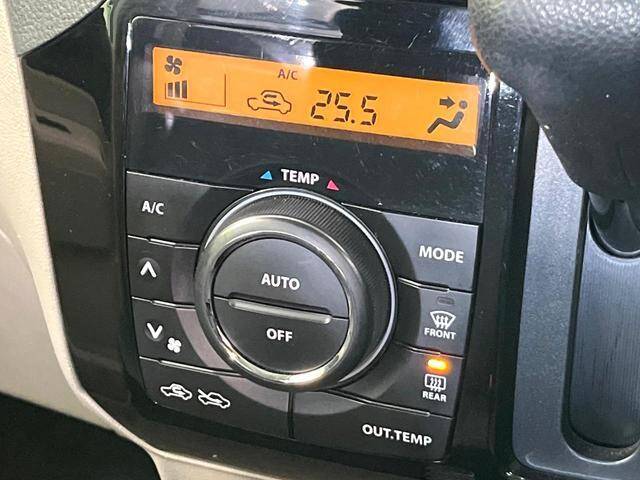 A/C
25.5
TEMP
A/C
MODE
AUTO
OFF
FRONT
REAR
OUT.TEMP